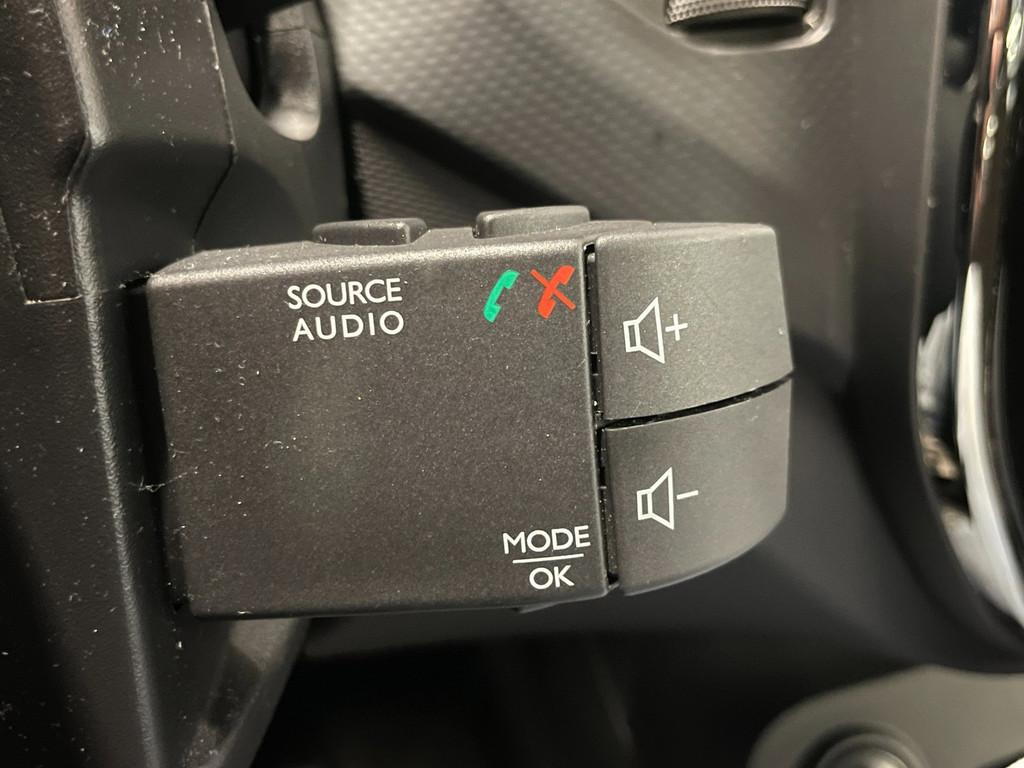 SOURCE
AUDIO
+
-
MODE
OK